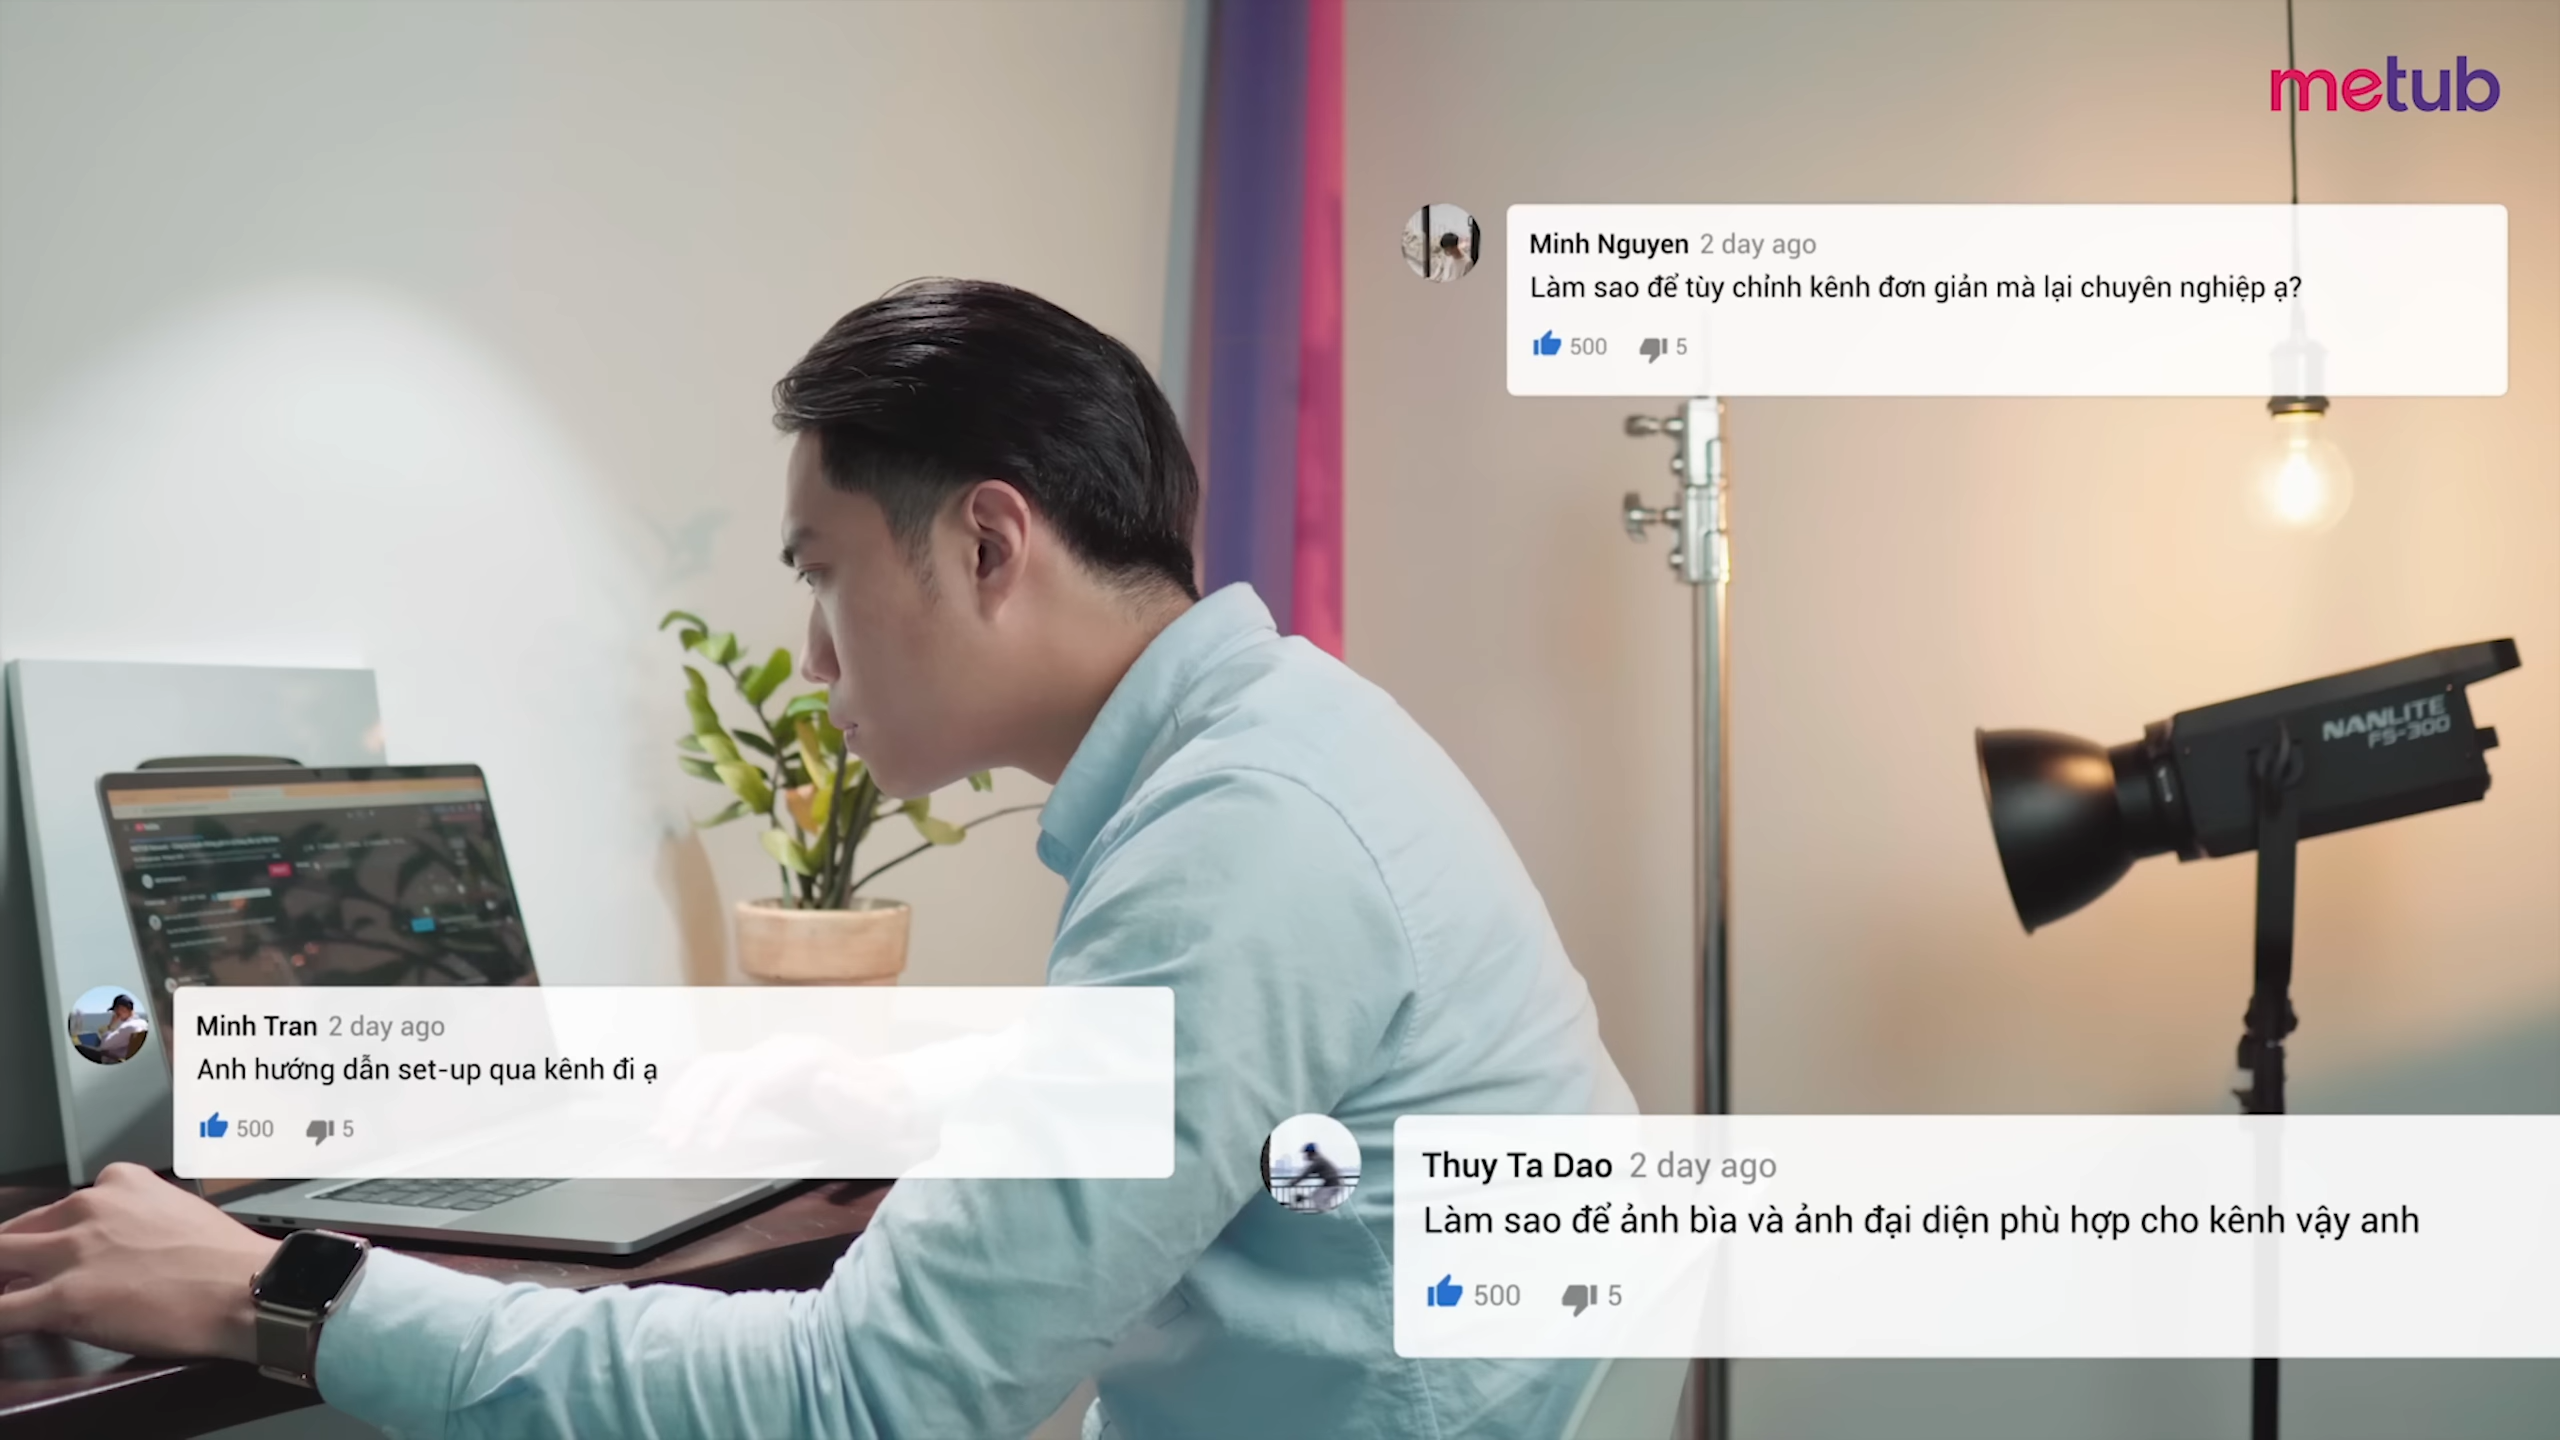 metub
Minh Nguyen 2 day ago
Làm sao để tùy chỉnh kênh đơn giản mà lại chuyên nghiệp ạ?
500 5
NANLITE
FS-300
Minh Tran 2 day ago
Anh hướng dẫn set-up qua kênh đi ạ
500 5
Thuy Ta Dao 2 day ago
Làm sao để ảnh bìa và ảnh đại diện phù hợp cho kênh vậy anh
500 5